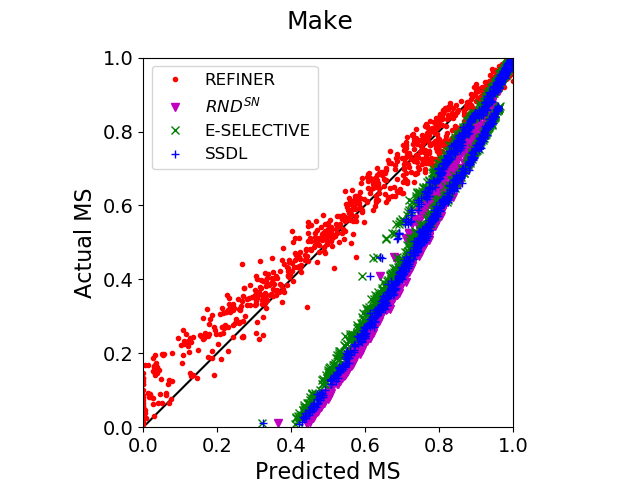 Make
1.0
0.8
0.6
0.4
0.2
0.0
Actual MS
REFINER
RND^{SN}
E-SELECTIVE
SSDL
0.0 0.2 0.4 0.6 0.8 1.0
Predicted MS